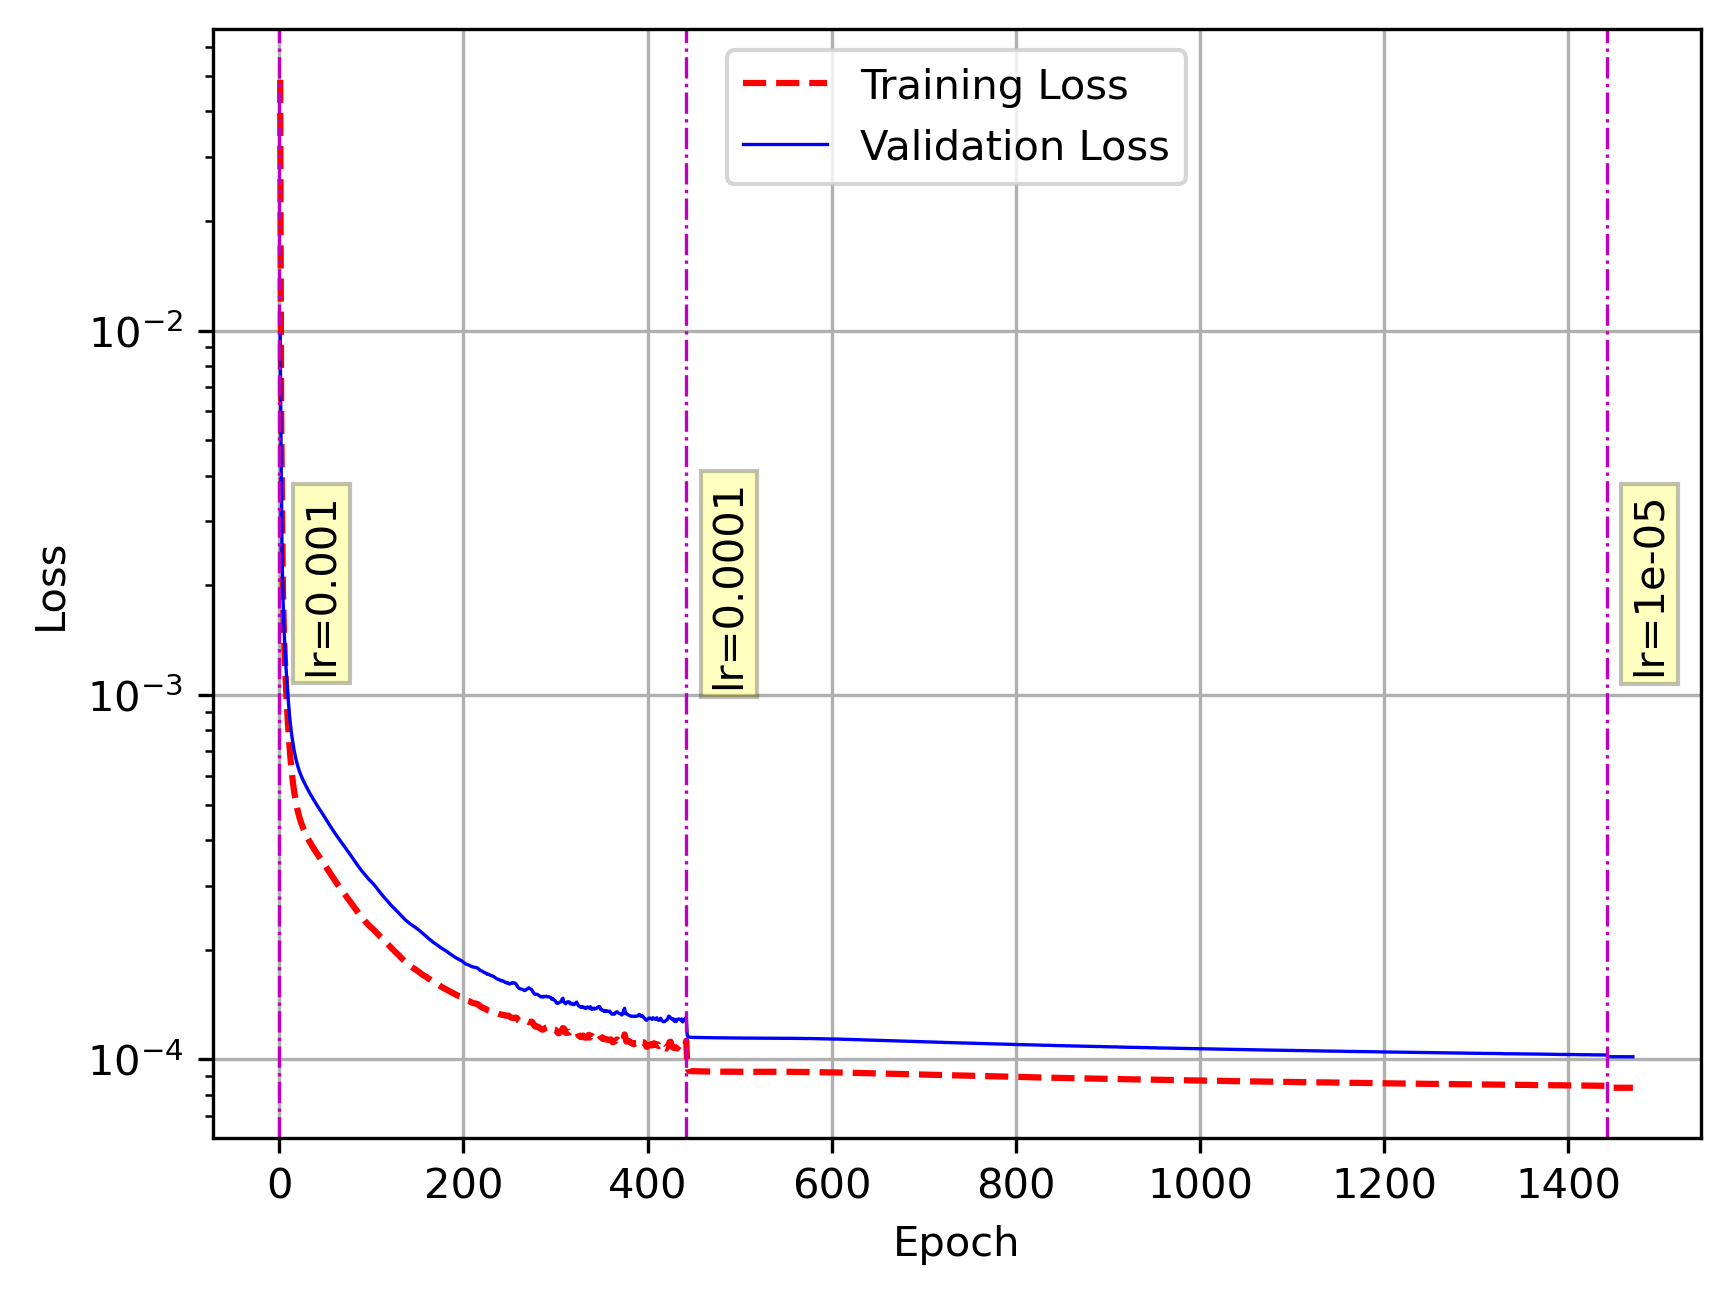 Training Loss
Validation Loss
10⁻²
10⁻³
10⁻⁴
Loss
lr=0.001
lr=0.0001
lr=1e-05
0 200 400 600 800 1000 1200 1400
Epoch